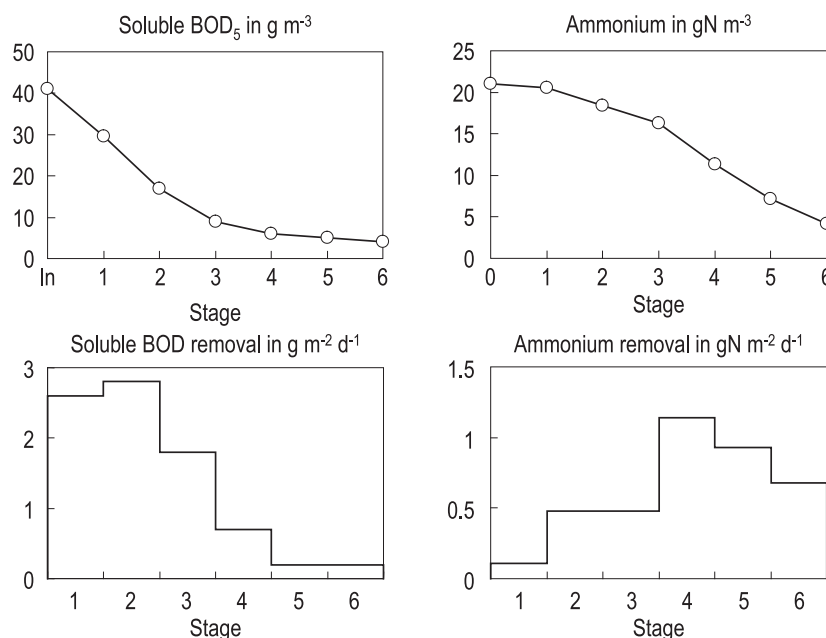 Soluble BOD₅ in g m⁻³
50
40
30
20
10
0
In 1 2 3 4 5 6
Stage
Ammonium in gN m⁻³
25
20
15
10
5
0
0 1 2 3 4 5 6
Stage
Soluble BOD removal in g m⁻² d⁻¹
3
2
1
0
1 2 3 4 5 6
Stage
Ammonium removal in gN m⁻² d⁻¹
1.5
1
0.5
0
1 2 3 4 5 6
Stage